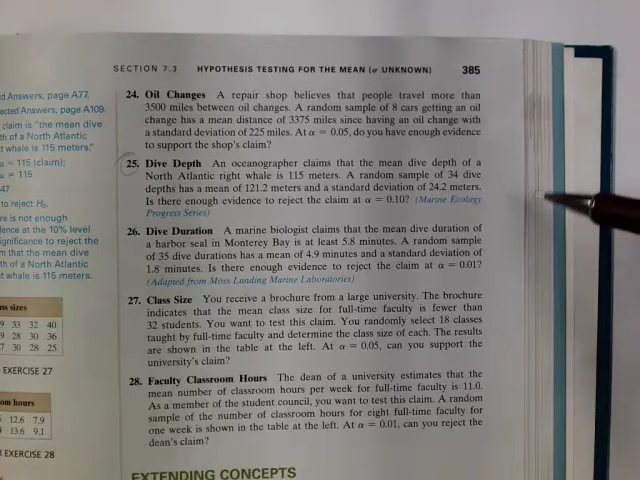 SECTION 7.3 HYPOTHESIS TESTING FOR THE MEAN (σ UNKNOWN) 385
Answers, page A77.
ected Answers, page A109.
claim is "the mean dive
th of a North Atlantic
t whale is 115 meters."
= 115 (claim);
= 115
47
to reject H₀.
re is not enough
dence at the 10% level
ignificance to reject the
m that the mean dive
th of a North Atlantic
t whale is 115 meters.
ss sizes
9 33 32 40
9 28 30 36
7 30 28 25
EXERCISE 27
om hours
12.6 7.9
13.6 9.1
EXERCISE 28
24. Oil Changes A repair shop believes that people travel more than
3500 miles between oil changes. A random sample of 8 cars getting an oil
change has a mean distance of 3375 miles since having an oil change with
a standard deviation of 225 miles. At α = 0.05, do you have enough evidence
to support the shop's claim?
25. Dive Depth An oceanographer claims that the mean dive depth of a
North Atlantic right whale is 115 meters. A random sample of 34 dive
depths has a mean of 121.2 meters and a standard deviation of 24.2 meters.
Is there enough evidence to reject the claim at α = 0.10? (Marine Ecology
Progress Series)
26. Dive Duration A marine biologist claims that the mean dive duration of
a harbor seal in Monterey Bay is at least 5.8 minutes. A random sample
of 35 dive durations has a mean of 4.9 minutes and a standard deviation of
1.8 minutes. Is there enough evidence to reject the claim at α = 0.01?
(Adapted from Moss Landing Marine Laboratories)
27. Class Size You receive a brochure from a large university. The brochure
indicates that the mean class size for full-time faculty is fewer than
32 students. You want to test this claim. You randomly select 18 classes
taught by full-time faculty and determine the class size of each. The results
are shown in the table at the left. At α = 0.05, can you support the
university's claim?
28. Faculty Classroom Hours The dean of a university estimates that the
mean number of classroom hours per week for full-time faculty is 11.0.
As a member of the student council, you want to test this claim. A random
sample of the number of classroom hours for eight full-time faculty for
one week is shown in the table at the left. At α = 0.01, can you reject the
dean's claim?
EXTENDING CONCEPTS